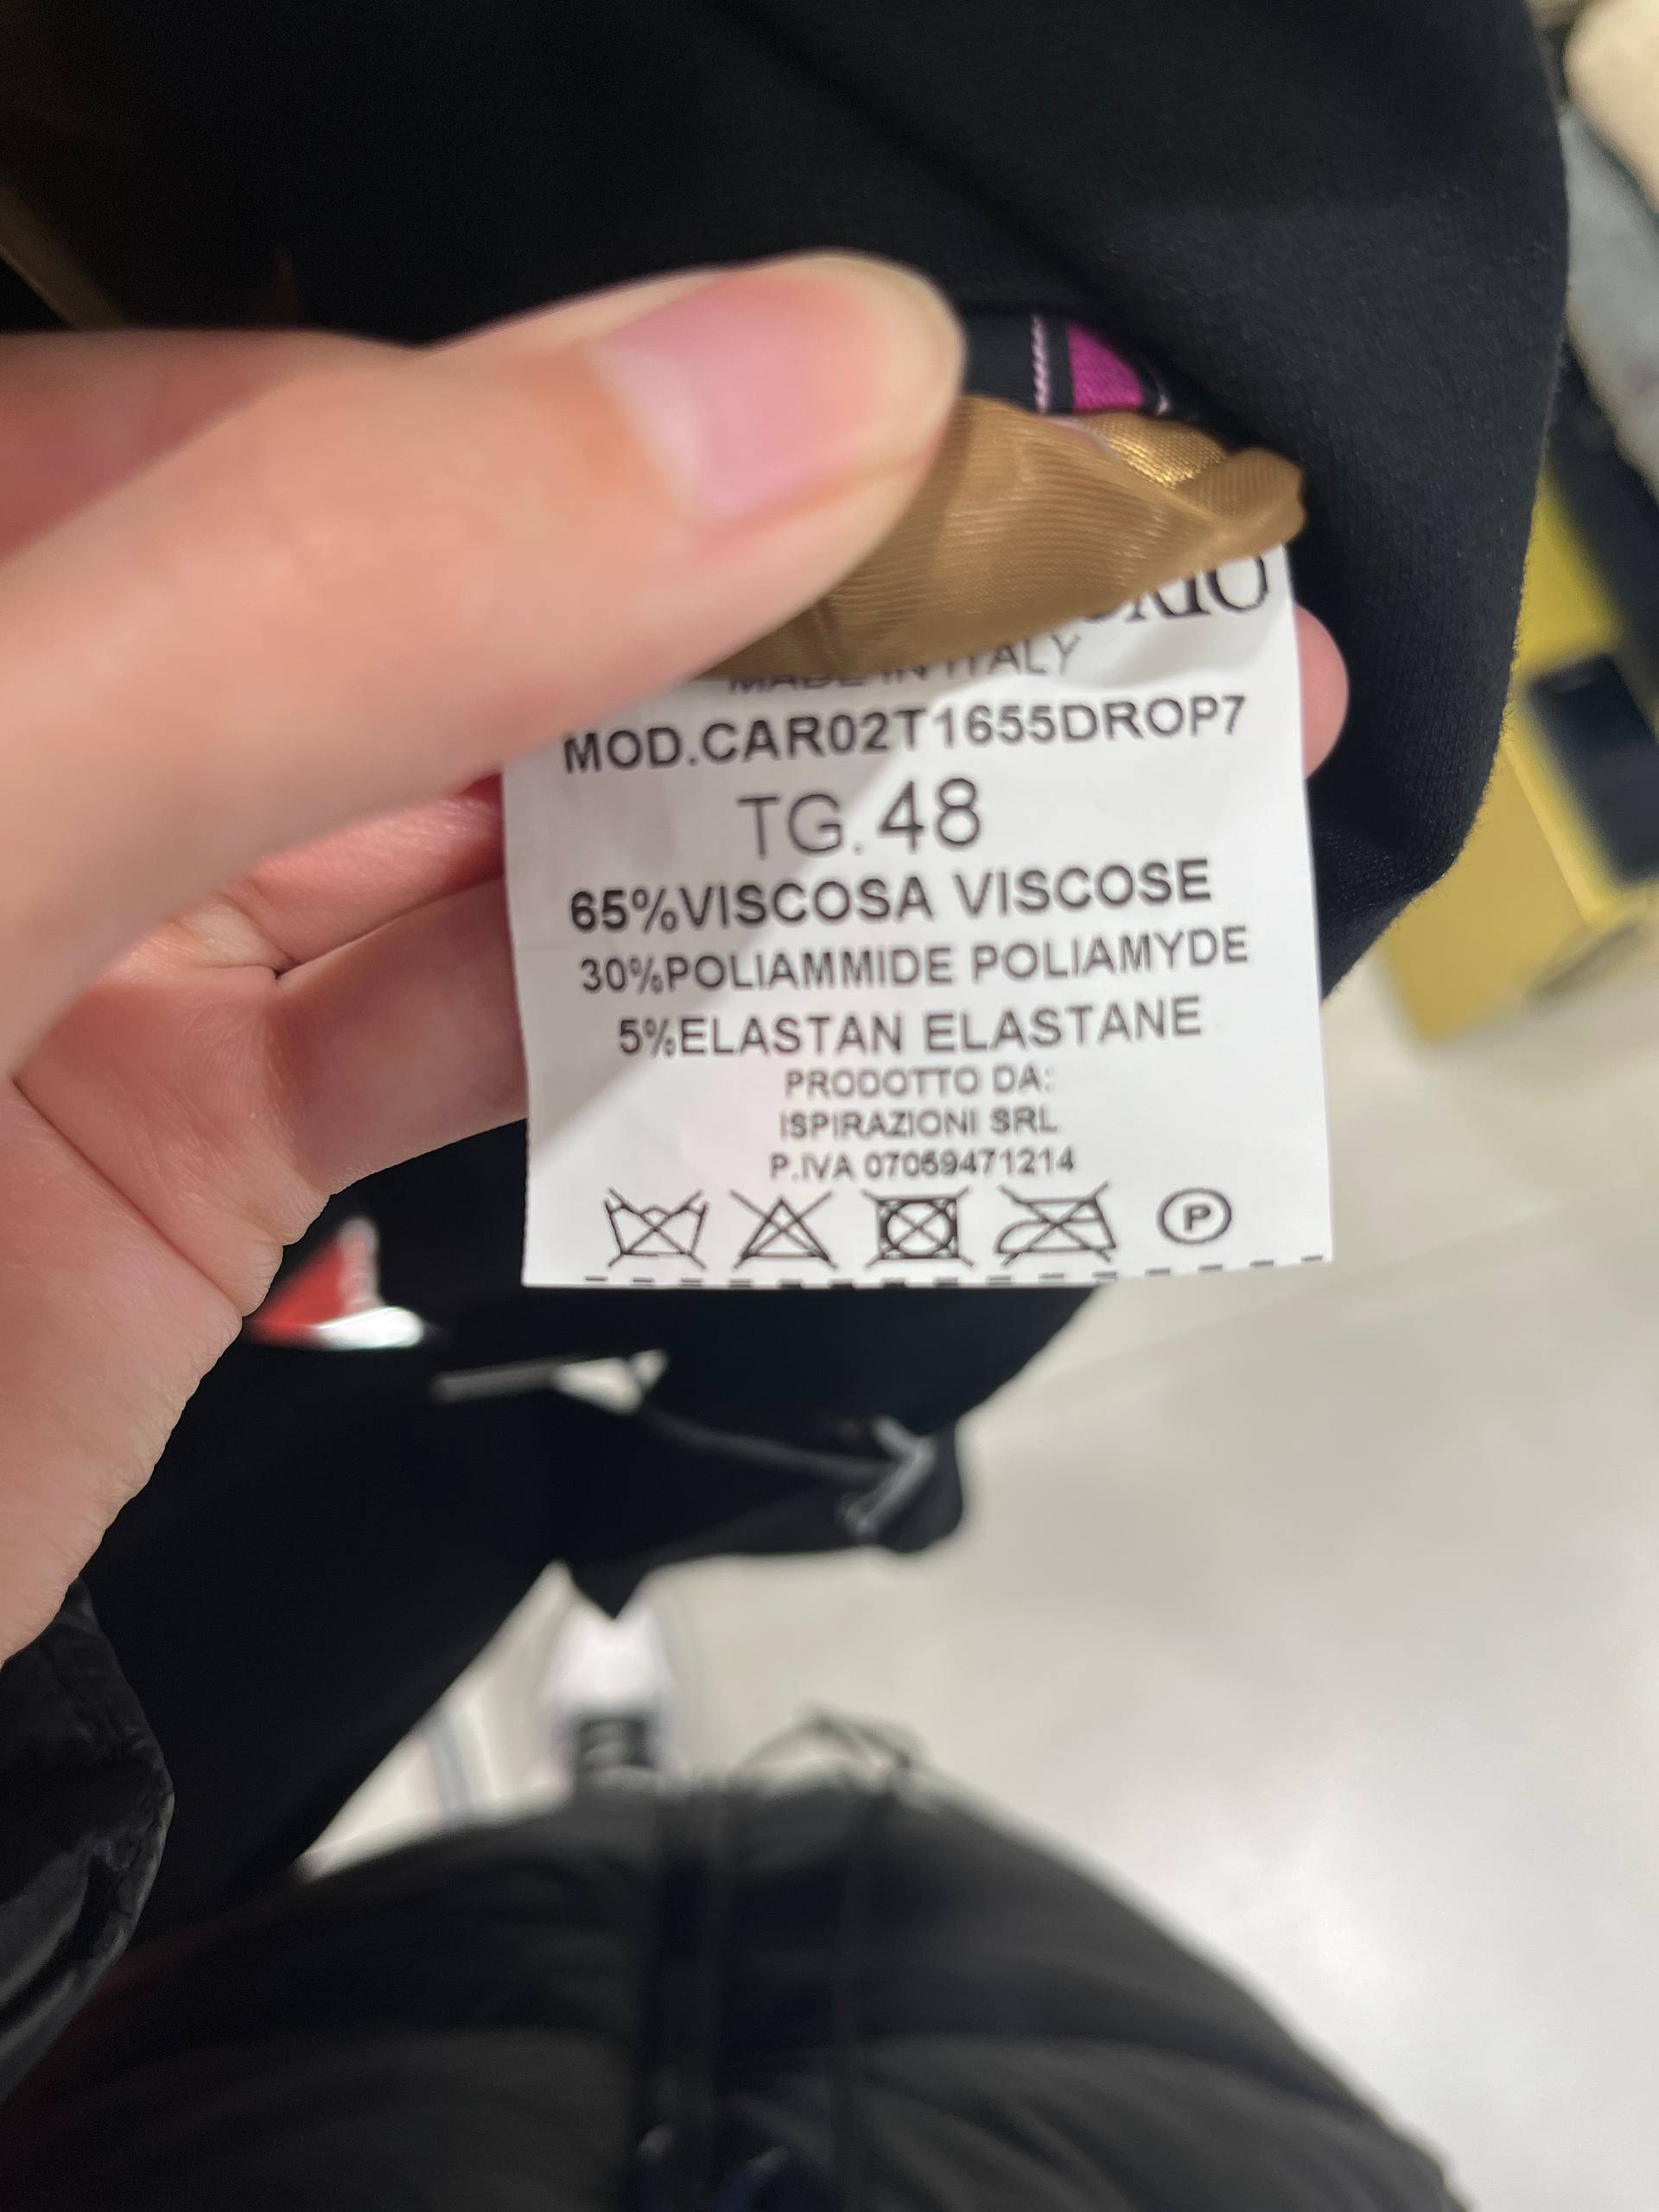 MADE IN ITALY
MOD.CAR02T1655DROP7
TG.48
65%VISCOSA VISCOSE
30%POLIAMMIDE POLIAMYDE
5%ELASTAN ELASTANE
PRODOTTO DA:
ISPIRAZIONI SRL
P.IVA 07069471214
P